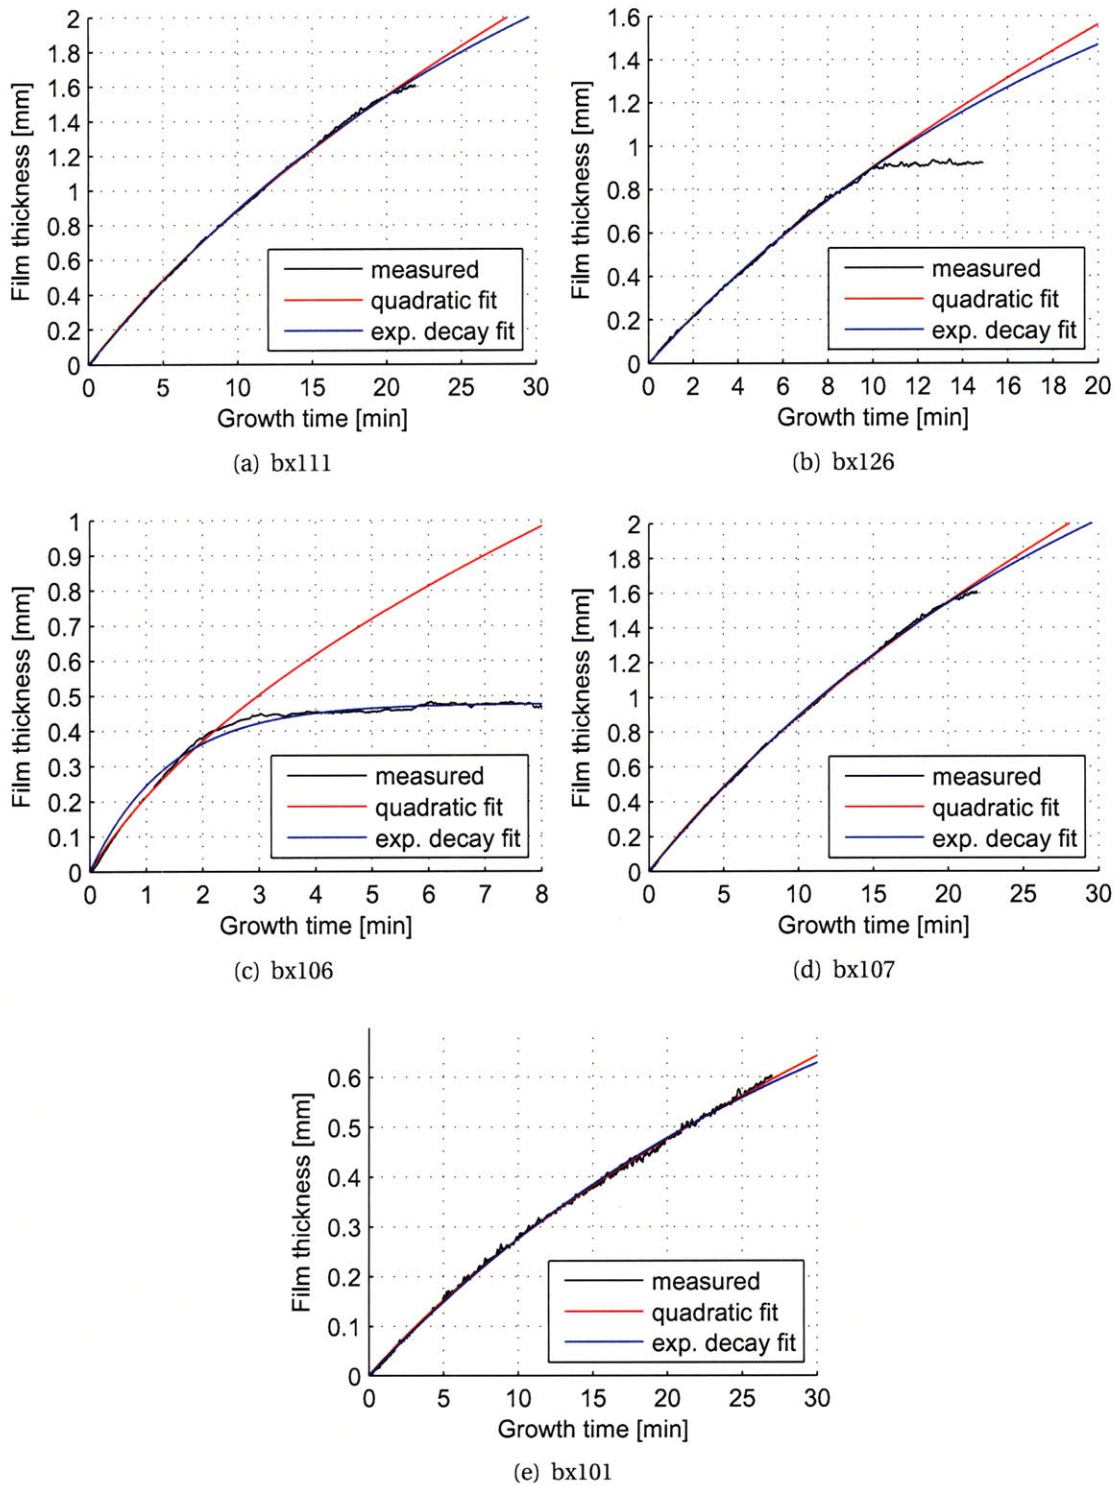 2
1.8
1.6
1.4
1.2
1
0.8
0.6
0.4
0.2
0
Film thickness [mm]
measured
quadratic fit
exp. decay fit
0 5 10 15 20 25 30
Growth time [min]
(a) bx111
1.6
1.4
1.2
1
0.8
0.6
0.4
0.2
0
Film thickness [mm]
measured
quadratic fit
exp. decay fit
0 2 4 6 8 10 12 14 16 18 20
Growth time [min]
(b) bx126
1
0.9
0.8
0.7
0.6
0.5
0.4
0.3
0.2
0.1
0
Film thickness [mm]
measured
quadratic fit
exp. decay fit
0 1 2 3 4 5 6 7 8
Growth time [min]
(c) bx106
2
1.8
1.6
1.4
1.2
1
0.8
0.6
0.4
0.2
0
Film thickness [mm]
measured
quadratic fit
exp. decay fit
0 5 10 15 20 25 30
Growth time [min]
(d) bx107
0.6
0.5
0.4
0.3
0.2
0.1
0
Film thickness [mm]
measured
quadratic fit
exp. decay fit
0 5 10 15 20 25 30
Growth time [min]
(e) bx101